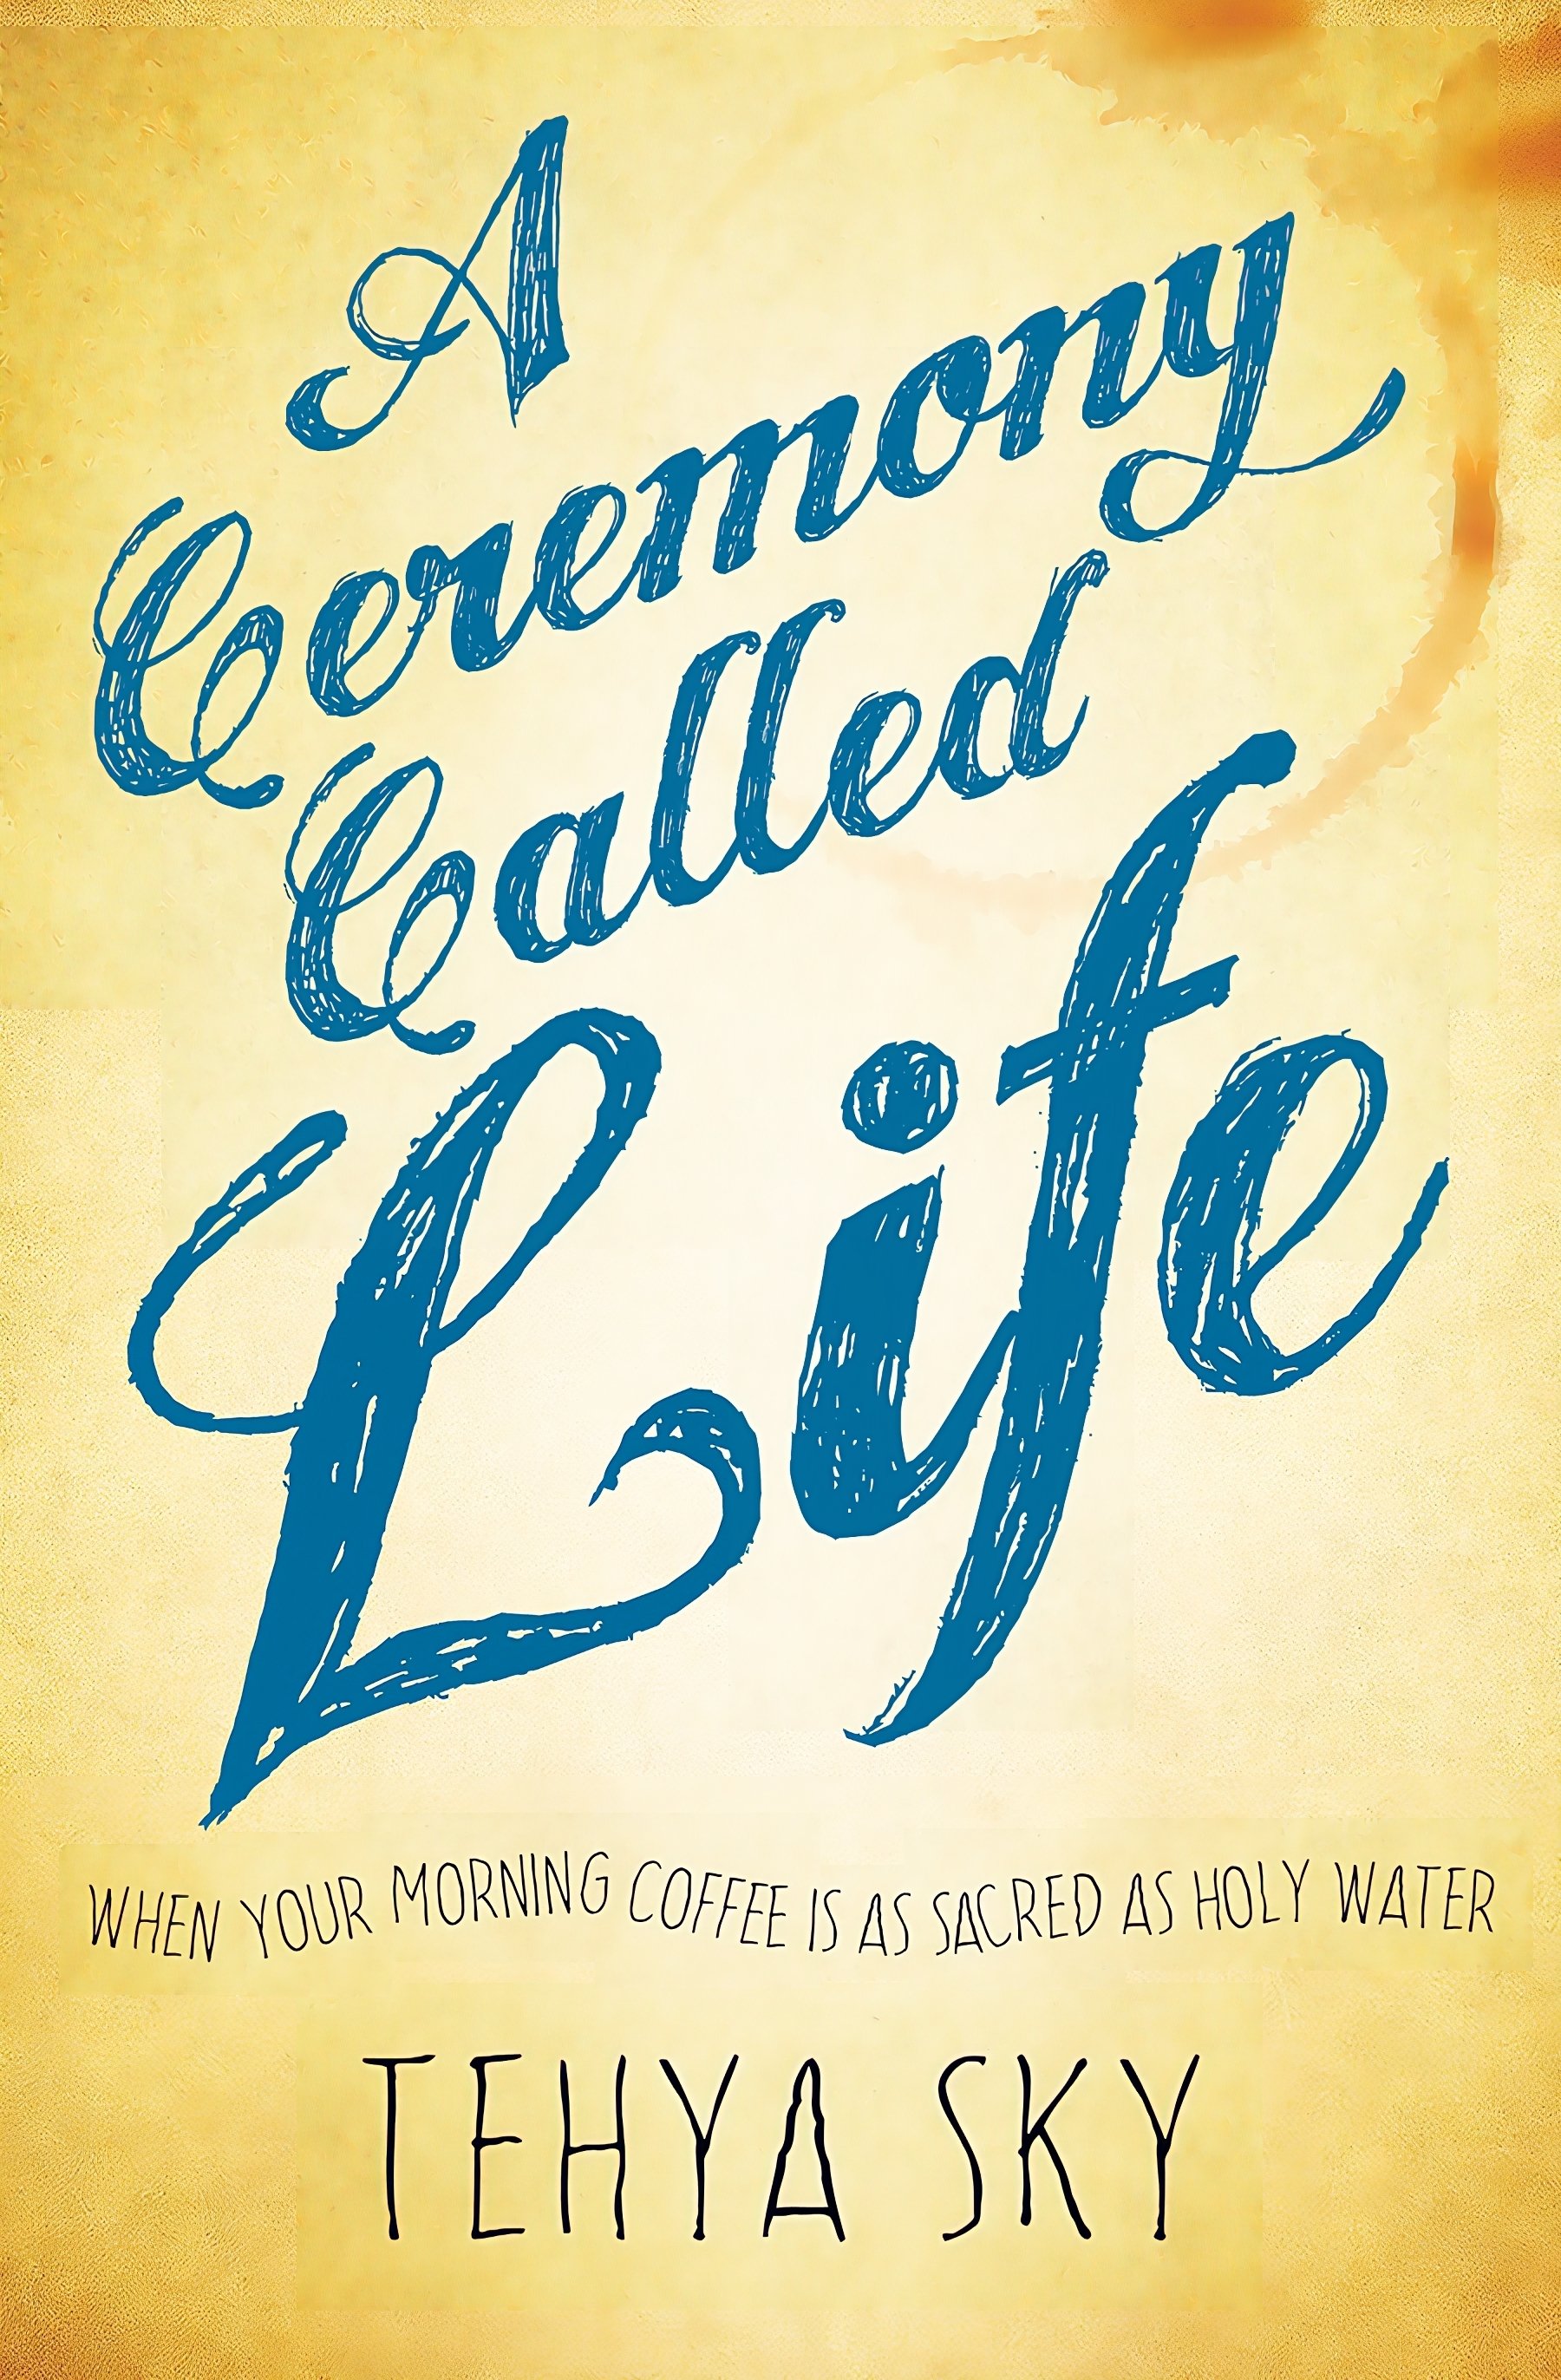 A
Ceremony
Called
Life
WHEN YOUR MORNING COFFEE IS AS SACRED AS HOLY WATER
TEHYA SKY